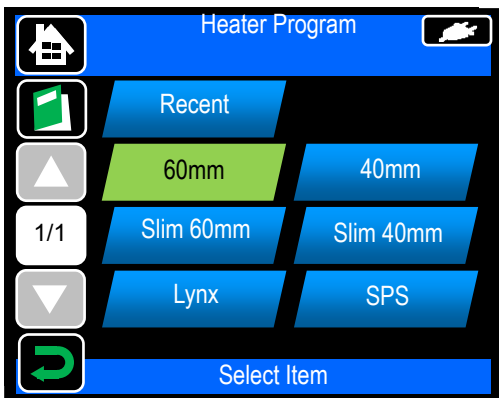 Heater Program
Recent
60mm
40mm
1/1
Slim 60mm
Slim 40mm
Lynx
SPS
Select Item